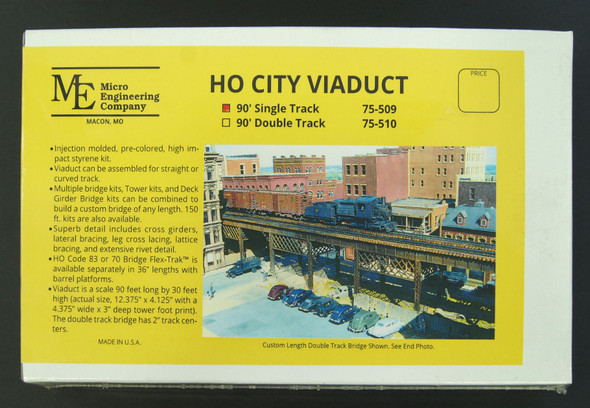 ME Micro
Engineering
Company
MACON, MO
HO CITY VIADUCT
90' Single Track 75-509
90' Double Track 75-510
PRICE
•Injection molded, pre-colored, high im-
pact styrene kit.
•Viaduct can be assembled for straight or
curved track.
•Multiple bridge kits, Tower kits, and Deck
Girder Bridge kits can be combined to
build a custom bridge of any length. 150
ft. kits are also available.
•Superb detail includes cross girders,
lateral bracing, leg cross lacing, lattice
bracing, and extensive rivet detail.
•HO Code 83 or 70 Bridge Flex-Trak™ is
available separately in 36" lengths with
barrel platforms.
•Viaduct is a scale 90 feet long by 30 feet
high (actual size, 12.375" x 4.125" with a
4.375" wide x 3" deep tower foot print).
The double track bridge has 2" track cen-
ters.
MADE IN U.S.A.
Custom Length Double Track Bridge Shown. See End Photo.